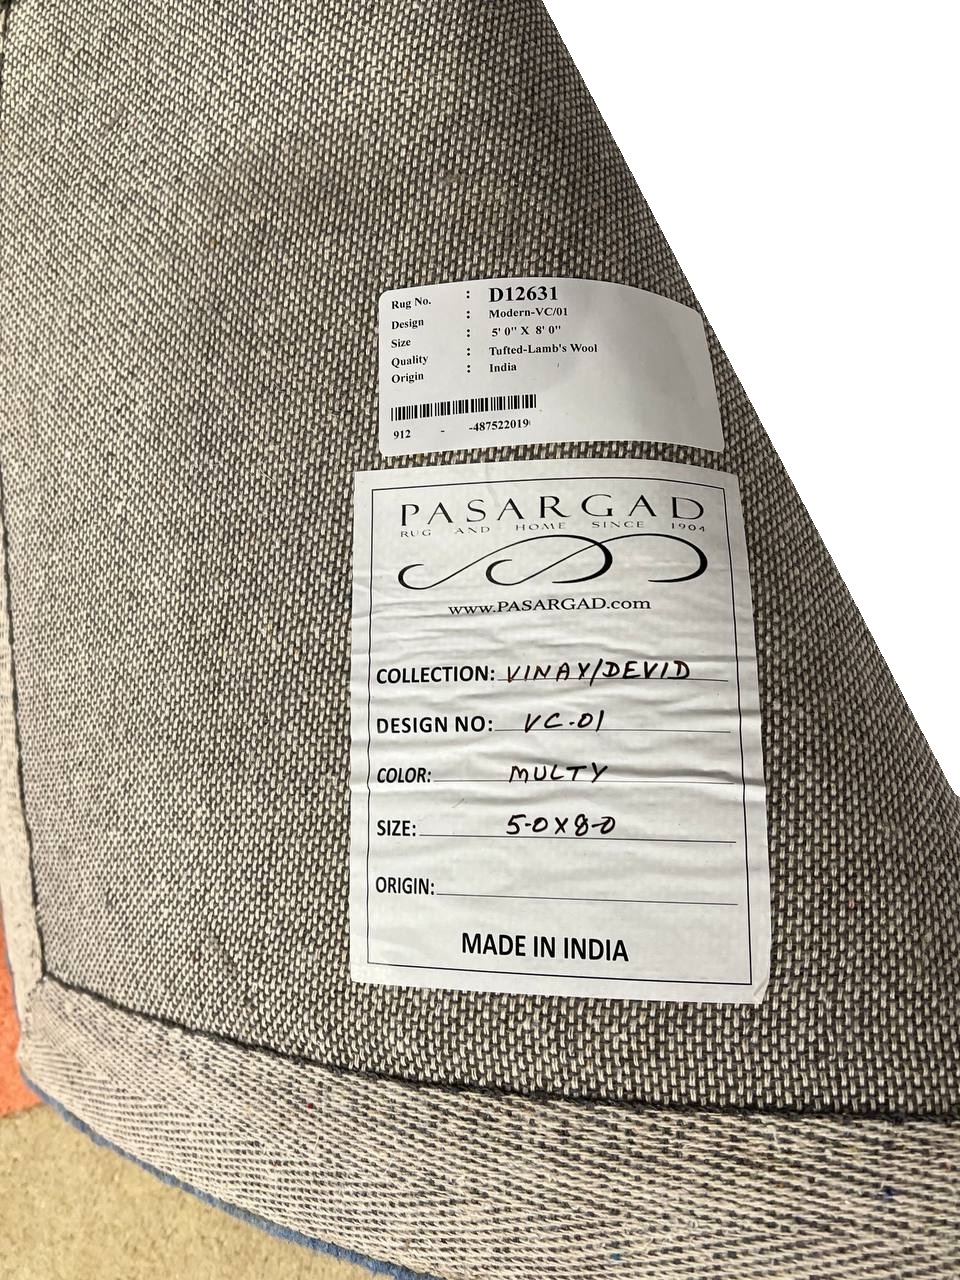 Rug No. : D12631
Design : Modern-VC/01
Size : 5' 0" X 8' 0"
Quality : Tufted-Lamb's Wool
Origin : India
912 - -487522019
PASARGAD
RUG AND HOME SINCE 1904
www.PASARGAD.com
COLLECTION: VINAY/DEVID
DESIGN NO: VC-01
COLOR: MULTY
SIZE: 5-0X8-0
ORIGIN:
MADE IN INDIA